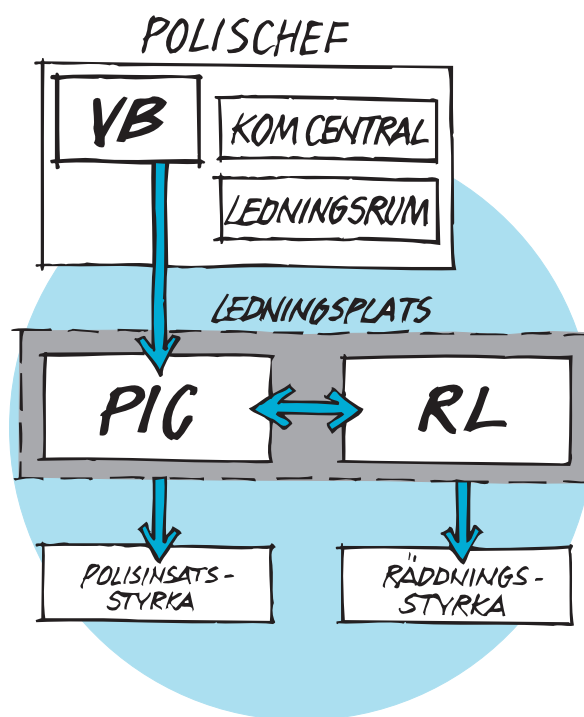 POLISCHEF
VB
KOM CENTRAL
LEDNINGSRUM
LEDNINGSPLATS
PIC
RL
POLISINSATS-
STYRKA
RÄDDNINGS-
STYRKA